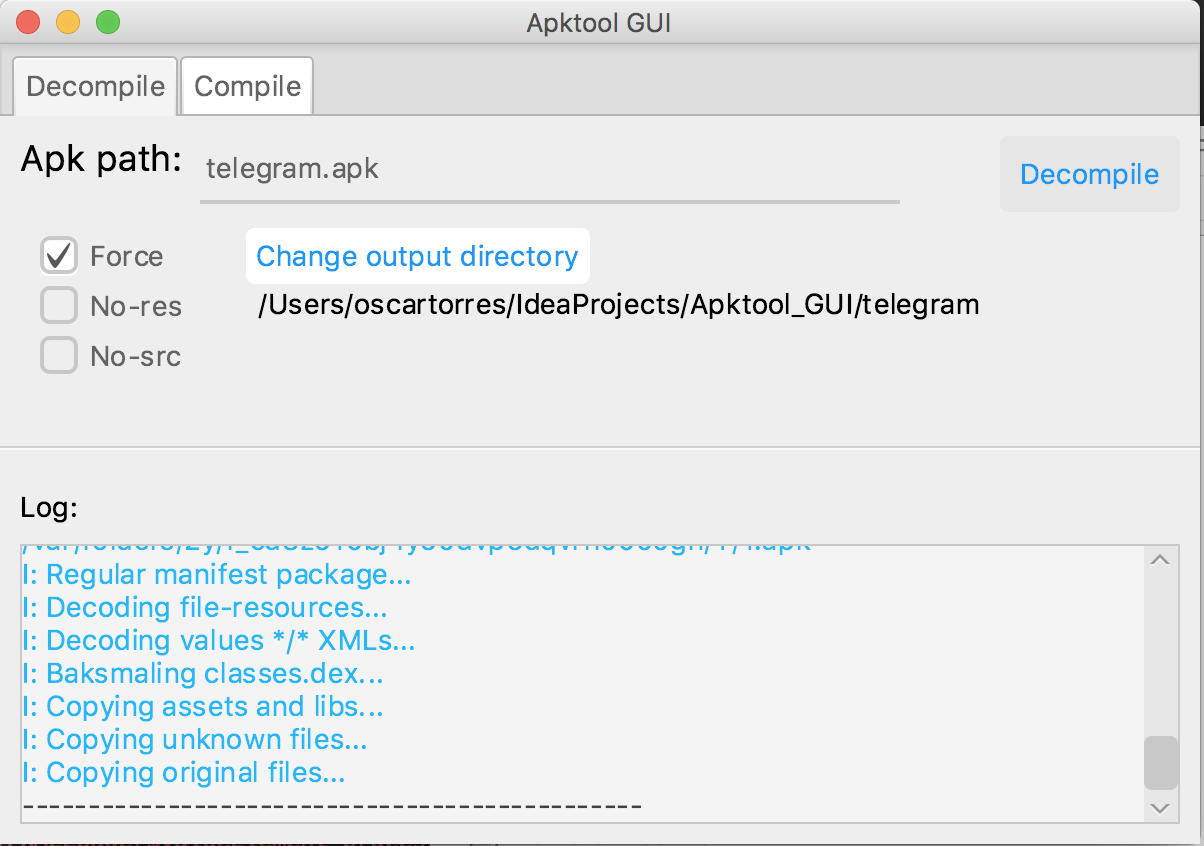 Apktool GUI
Decompile Compile
Apk path: telegram.apk Decompile
Force Change output directory
No-res /Users/oscartorres/IdeaProjects/Apktool_GUI/telegram
No-src
Log:
I: Regular manifest package...
I: Decoding file-resources...
I: Decoding values */* XMLs...
I: Baksmaling classes.dex...
I: Copying assets and libs...
I: Copying unknown files...
I: Copying original files...
-----------------------------------------------